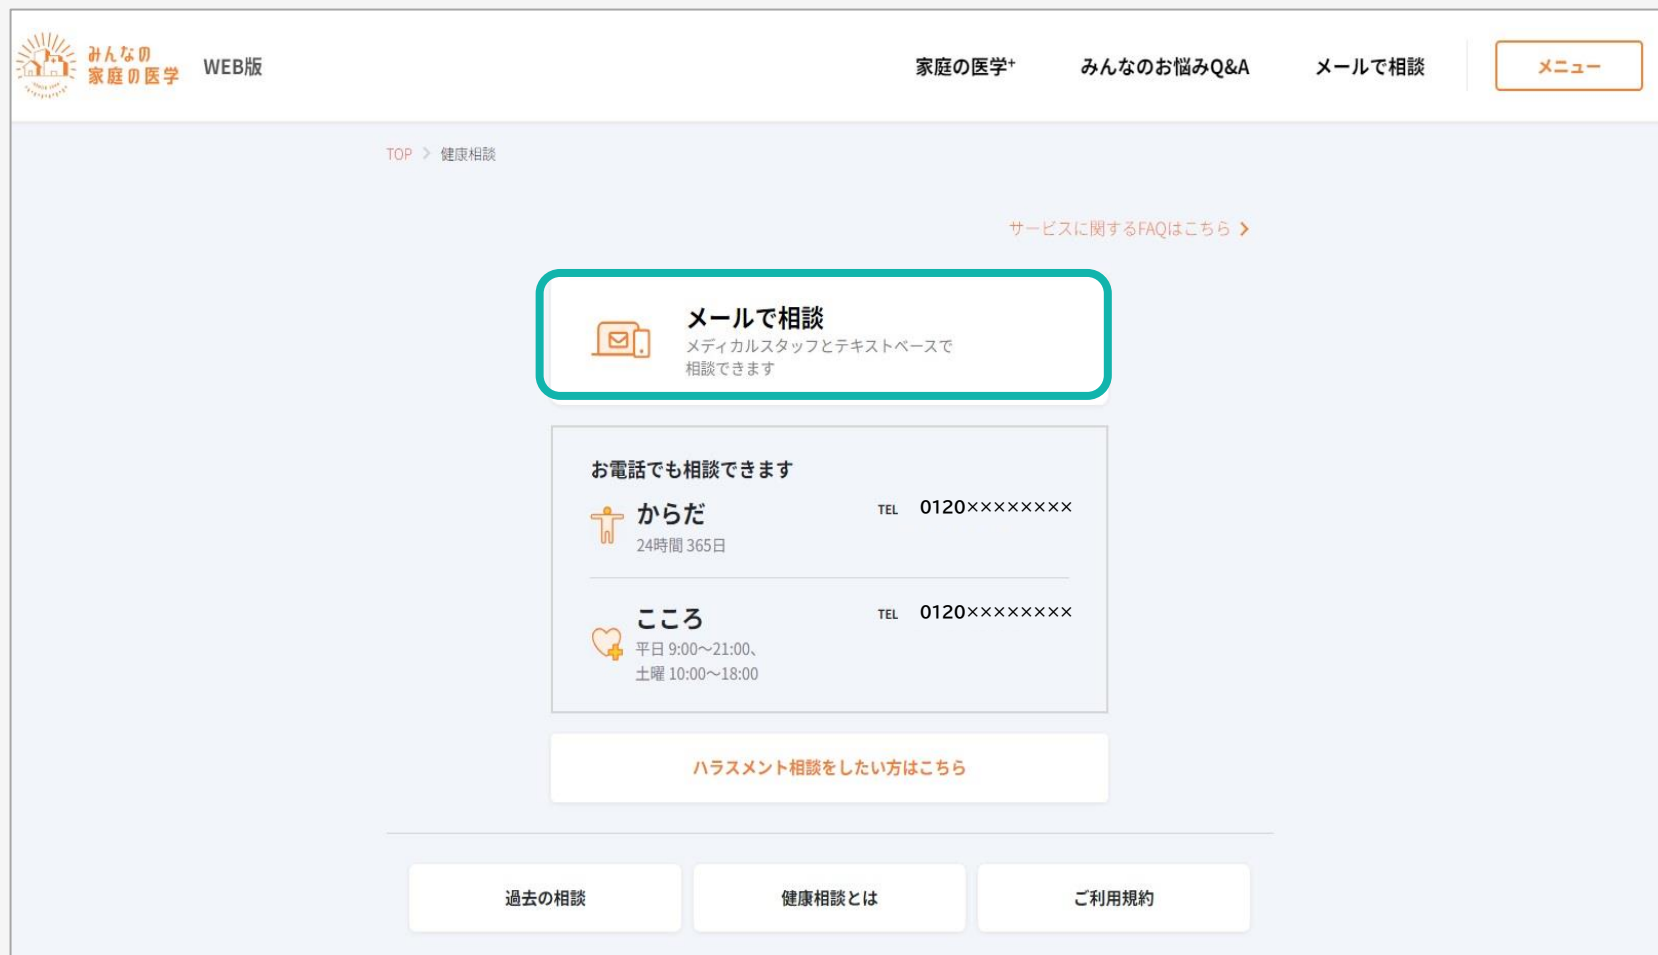 みんなの
家庭の医学
WEB版
家庭の医学+
みんなのお悩みQ&A
メールで相談
メニュー
TOP > 健康相談
サービスに関するFAQはこちら
メールで相談
メディカルスタッフとテキストベースで
相談できます
お電話でも相談できます
からだ
TEL 0120××××××××
24時間 365日
こころ
TEL 0120××××××××
平日 9:00～21:00、
土曜 10:00～18:00
ハラスメント相談をしたい方はこちら
過去の相談
健康相談とは
ご利用規約